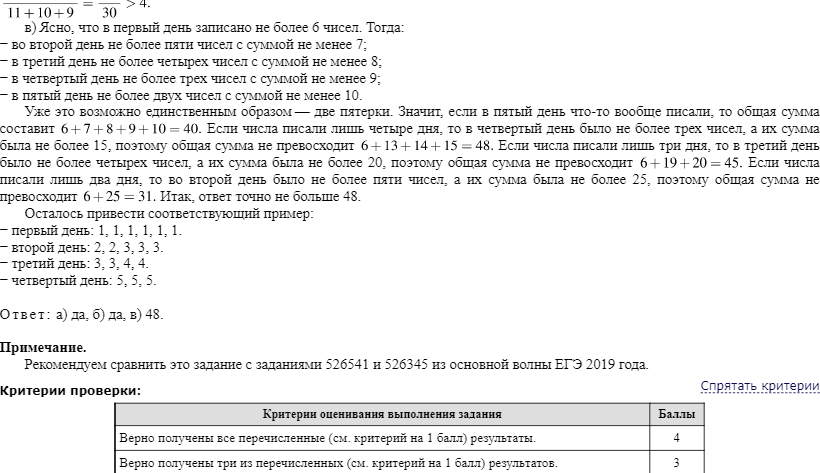 11 + 10 + 9 = 30 > 4.
в) Ясно, что в первый день записано не более 6 чисел. Тогда:
− во второй день не более пяти чисел с суммой не менее 7;
− в третий день не более четырех чисел с суммой не менее 8;
− в четвертый день не более трех чисел с суммой не менее 9;
− в пятый день не более двух чисел с суммой не менее 10.
Уже это возможно единственным образом — две пятерки. Значит, если в пятый день что-то вообще писали, то общая сумма
составит 6 + 7 + 8 + 9 + 10 = 40. Если числа писали лишь четыре дня, то в четвертый день было не более трех чисел, а их сумма
была не более 15, поэтому общая сумма не превосходит 6 + 13 + 14 + 15 = 48. Если числа писали лишь три дня, то в третий день
было не более четырех чисел, а их сумма была не более 20, поэтому общая сумма не превосходит 6 + 19 + 20 = 45. Если числа
писали лишь два дня, то во второй день было не более пяти чисел, а их сумма была не более 25, поэтому общая сумма не
превосходит 6 + 25 = 31. Итак, ответ точно не больше 48.
Осталось привести соответствующий пример:
− первый день: 1, 1, 1, 1, 1, 1.
− второй день: 2, 2, 3, 3, 3.
− третий день: 3, 3, 4, 4.
− четвертый день: 5, 5, 5.
Ответ: а) да, б) да, в) 48.
Примечание.
Рекомендуем сравнить это задание с заданиями 526541 и 526345 из основной волны ЕГЭ 2019 года.
Критерии проверки:
Спрятать критерии
Критерии оценивания выполнения задания Баллы
Верно получены все перечисленные (см. критерий на 1 балл) результаты. 4
Верно получены три из перечисленных (см. критерий на 1 балл) результатов. 3